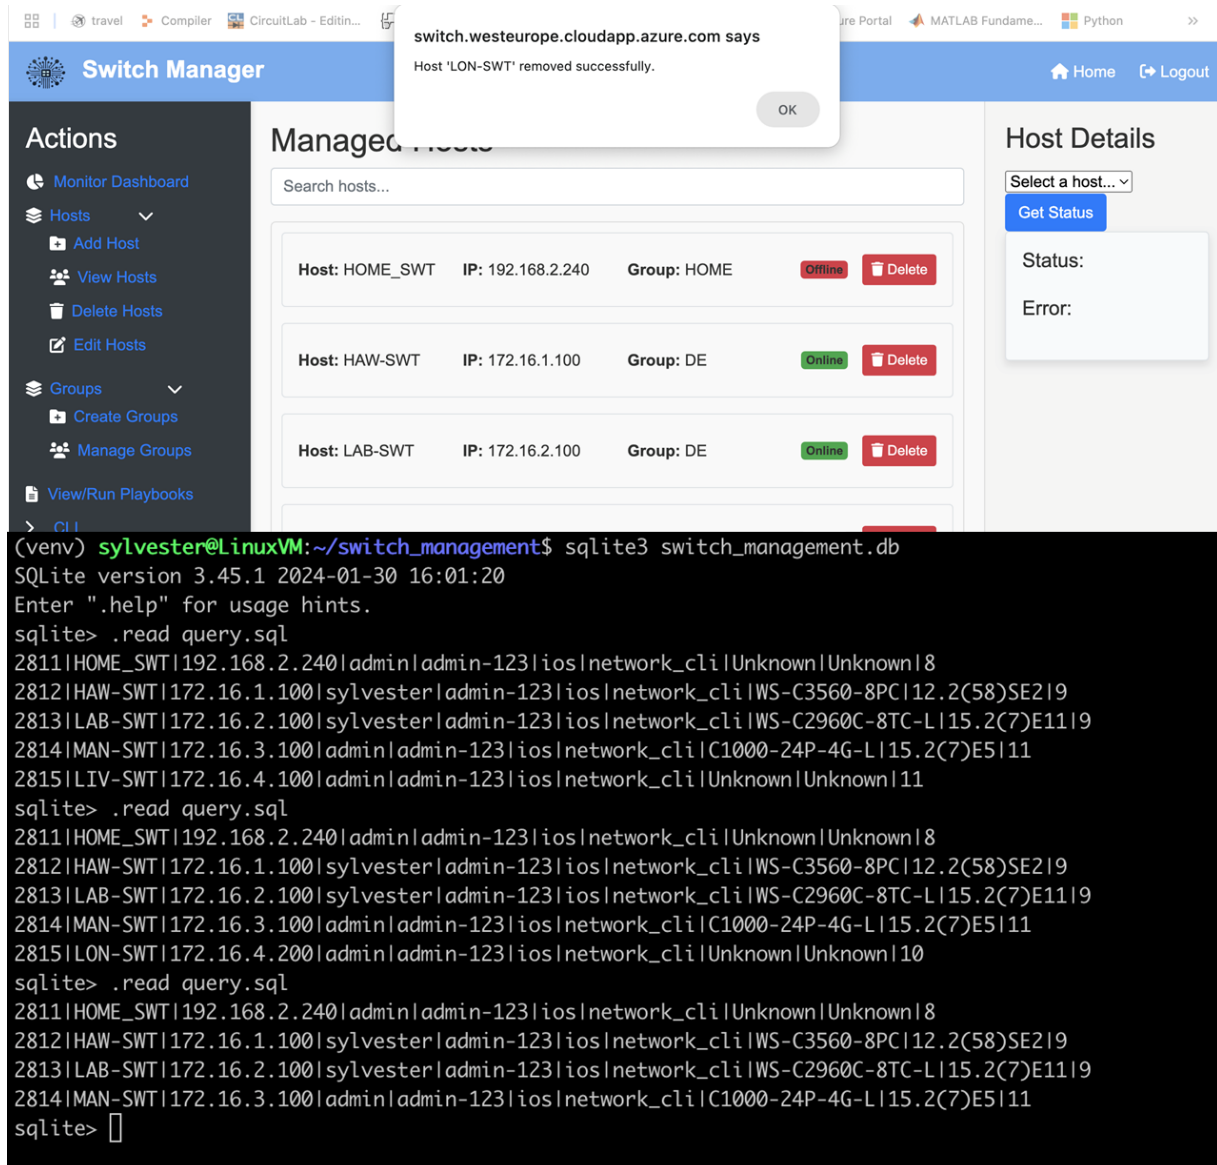 travel
Compiler
CircuitLab - Editin...
ure Portal
MATLAB Fundame...
Python
switch.westeurope.cloudapp.azure.com says
Host 'LON-SWT' removed successfully.
OK
Switch Manager
Home
Logout
Actions
Monitor Dashboard
Hosts
Add Host
View Hosts
Delete Hosts
Edit Hosts
Groups
Create Groups
Manage Groups
View/Run Playbooks
CLI
Managed Hosts
Search hosts...
Host: HOME_SWT IP: 192.168.2.240 Group: HOME Offline Delete
Host: HAW-SWT IP: 172.16.1.100 Group: DE Online Delete
Host: LAB-SWT IP: 172.16.2.100 Group: DE Online Delete
Host Details
Select a host...
Get Status
Status:
Error:
(venv) sylvester@LinuxVM:~/switch_management$ sqlite3 switch_management.db
SQLite version 3.45.1 2024-01-30 16:01:20
Enter ".help" for usage hints.
sqlite> .read query.sql
2811|HOME_SWT|192.168.2.240|admin|admin-123|ios|network_cli|Unknown|Unknown|8
2812|HAW-SWT|172.16.1.100|sylvester|admin-123|ios|network_cli|WS-C3560-8PC|12.2(58)SE2|9
2813|LAB-SWT|172.16.2.100|sylvester|admin-123|ios|network_cli|WS-C2960C-8TC-L|15.2(7)E11|9
2814|MAN-SWT|172.16.3.100|admin|admin-123|ios|network_cli|C1000-24P-4G-L|15.2(7)E5|11
2815|LIV-SWT|172.16.4.100|admin|admin-123|ios|network_cli|Unknown|Unknown|11
sqlite> .read query.sql
2811|HOME_SWT|192.168.2.240|admin|admin-123|ios|network_cli|Unknown|Unknown|8
2812|HAW-SWT|172.16.1.100|sylvester|admin-123|ios|network_cli|WS-C3560-8PC|12.2(58)SE2|9
2813|LAB-SWT|172.16.2.100|sylvester|admin-123|ios|network_cli|WS-C2960C-8TC-L|15.2(7)E11|9
2814|MAN-SWT|172.16.3.100|admin|admin-123|ios|network_cli|C1000-24P-4G-L|15.2(7)E5|11
2815|LON-SWT|172.16.4.200|admin|admin-123|ios|network_cli|Unknown|Unknown|10
sqlite> .read query.sql
2811|HOME_SWT|192.168.2.240|admin|admin-123|ios|network_cli|Unknown|Unknown|8
2812|HAW-SWT|172.16.1.100|sylvester|admin-123|ios|network_cli|WS-C3560-8PC|12.2(58)SE2|9
2813|LAB-SWT|172.16.2.100|sylvester|admin-123|ios|network_cli|WS-C2960C-8TC-L|15.2(7)E11|9
2814|MAN-SWT|172.16.3.100|admin|admin-123|ios|network_cli|C1000-24P-4G-L|15.2(7)E5|11
sqlite>